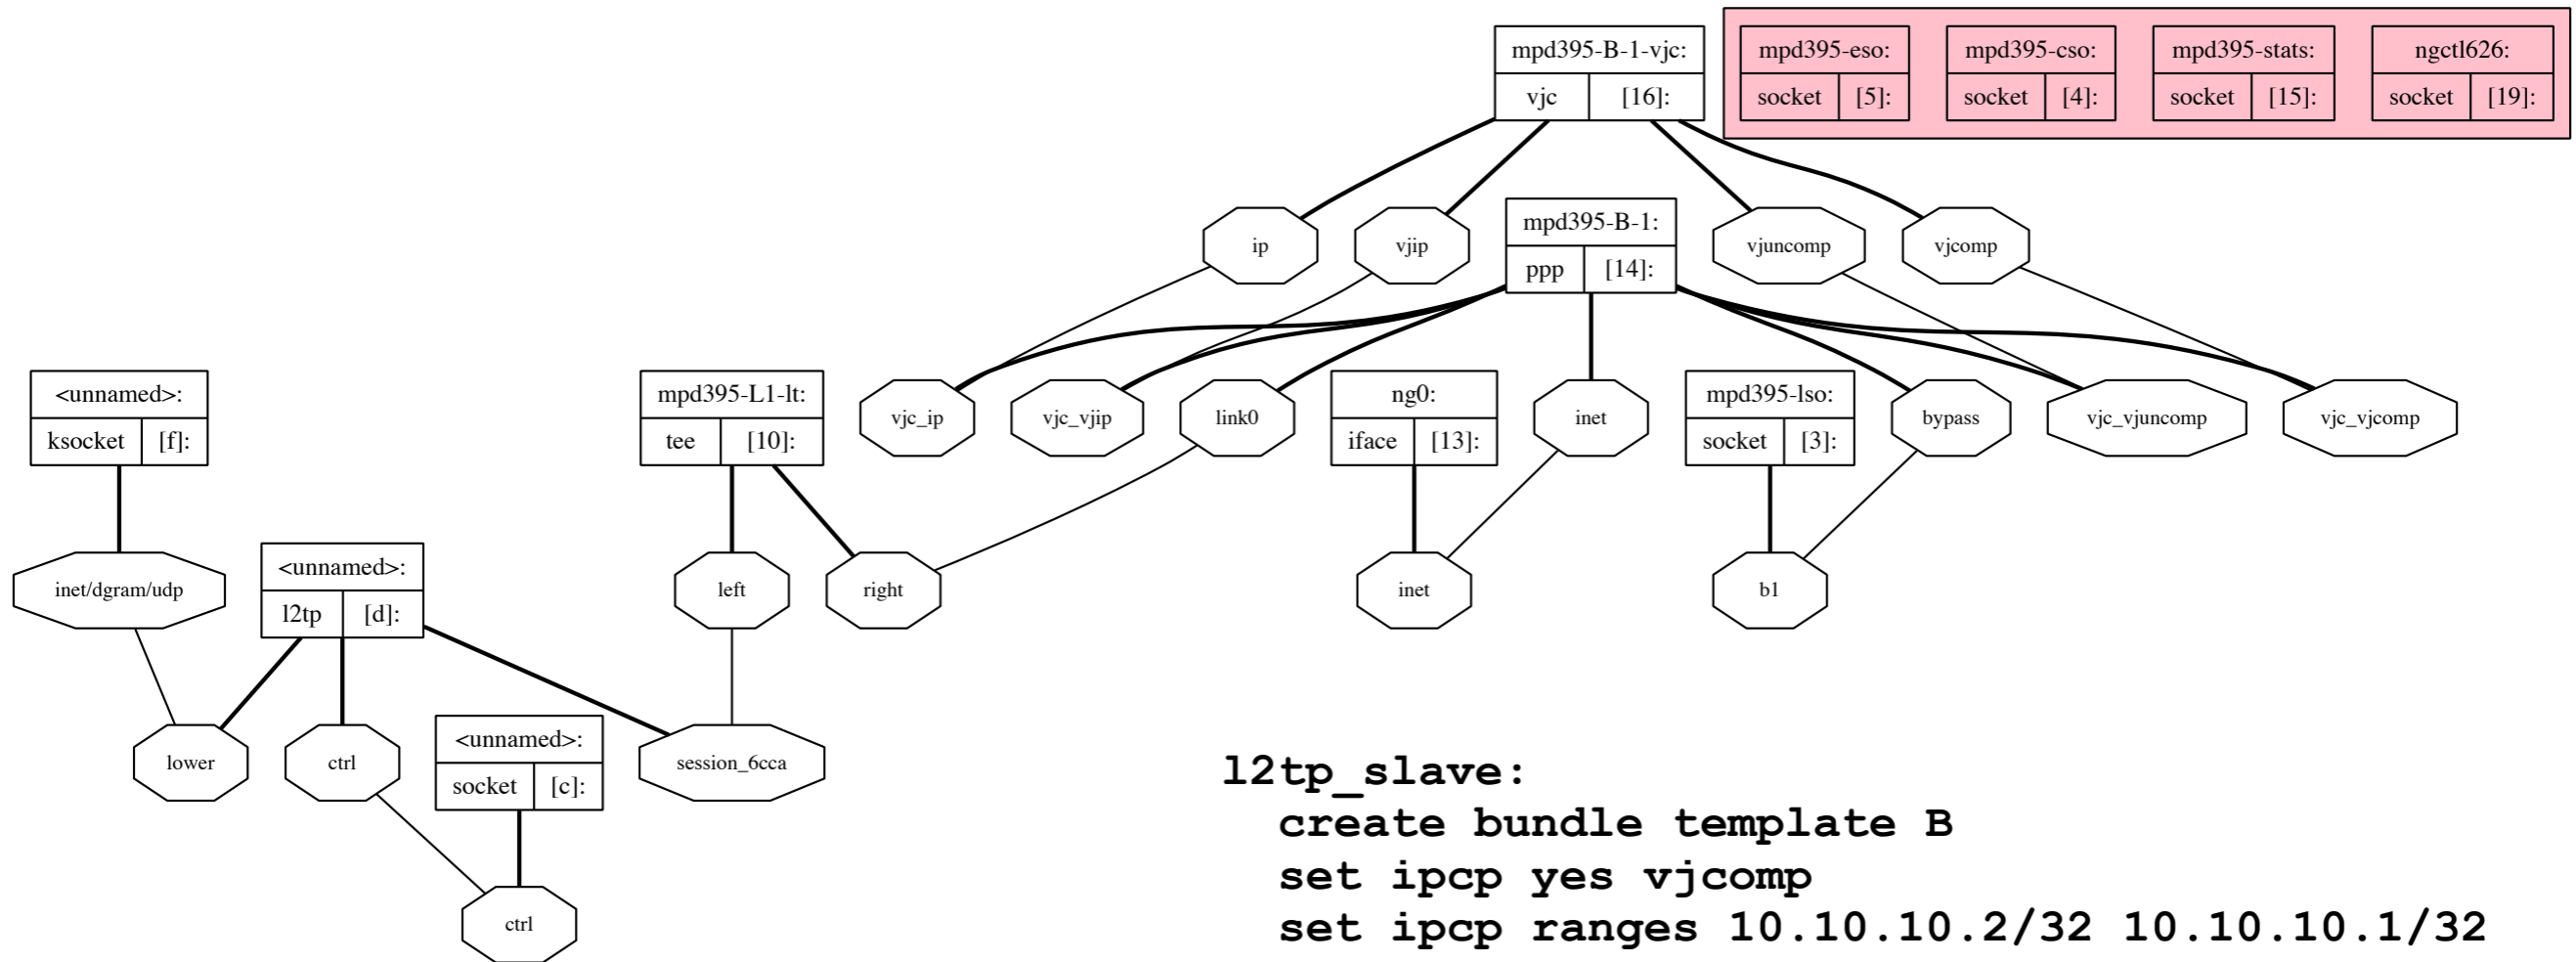 mpd395-B-1-vjc:
vjc [16]:
mpd395-eso:
socket [5]:
mpd395-cso:
socket [4]:
mpd395-stats:
socket [15]:
ngctl626:
socket [19]:
ip
vjip
mpd395-B-1:
ppp [14]:
vjuncomp
vjcomp
<unnamed>:
ksocket [f]:
mpd395-L1-lt:
tee [10]:
vjc_ip
vjc_vjip
link0
ng0:
iface [13]:
inet
mpd395-lso:
socket [3]:
bypass
vjc_vjuncomp
vjc_vjcomp
inet/dgram/udp
<unnamed>:
l2tp [d]:
left
right
inet
b1
lower
ctrl
<unnamed>:
socket [c]:
session_6cca
ctrl
l2tp_slave:
create bundle template B
set ipcp yes vjcomp
set ipcp ranges 10.10.10.2/32 10.10.10.1/32